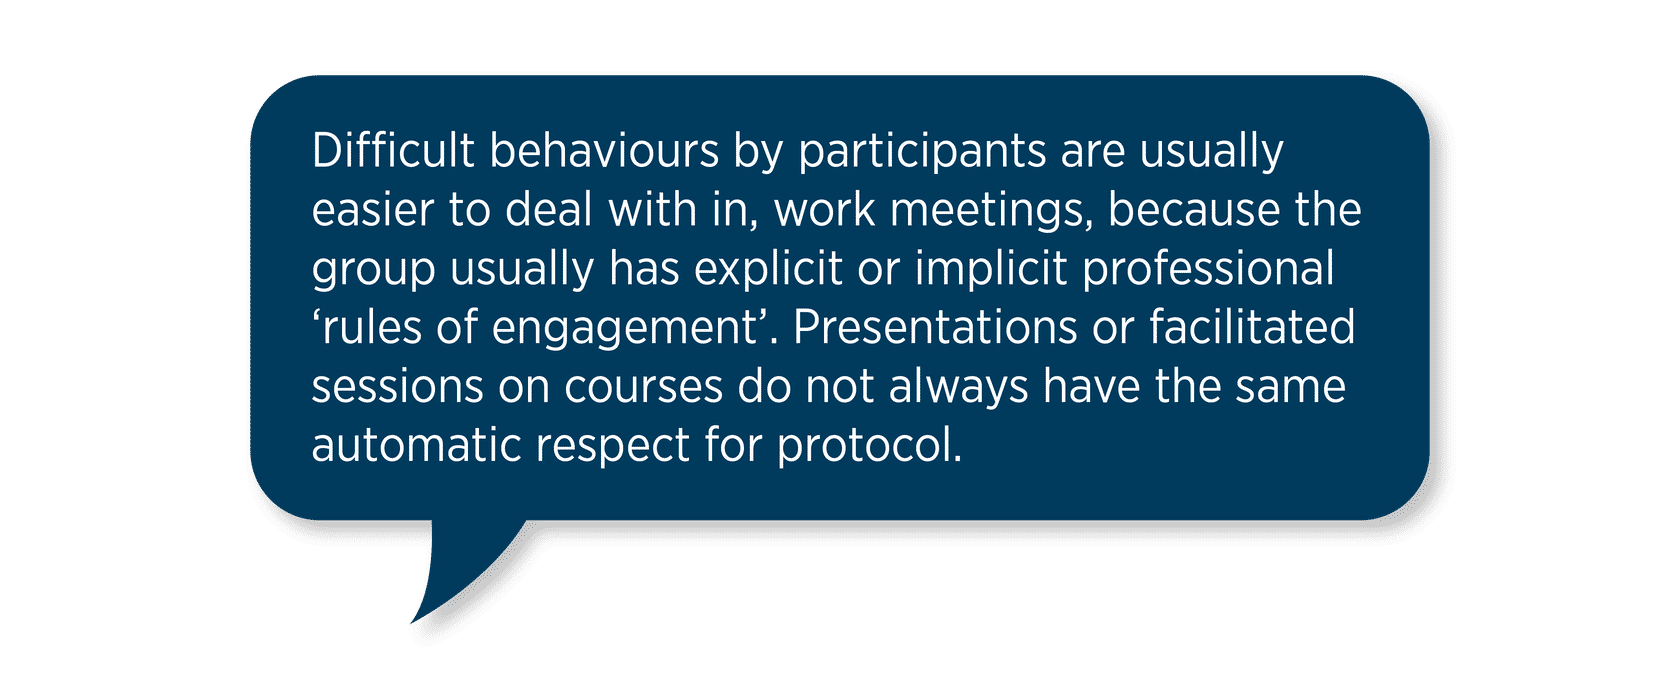 Difficult behaviours by participants are usually
easier to deal with in, work meetings, because the
group usually has explicit or implicit professional
‘rules of engagement’. Presentations or facilitated
sessions on courses do not always have the same
automatic respect for protocol.